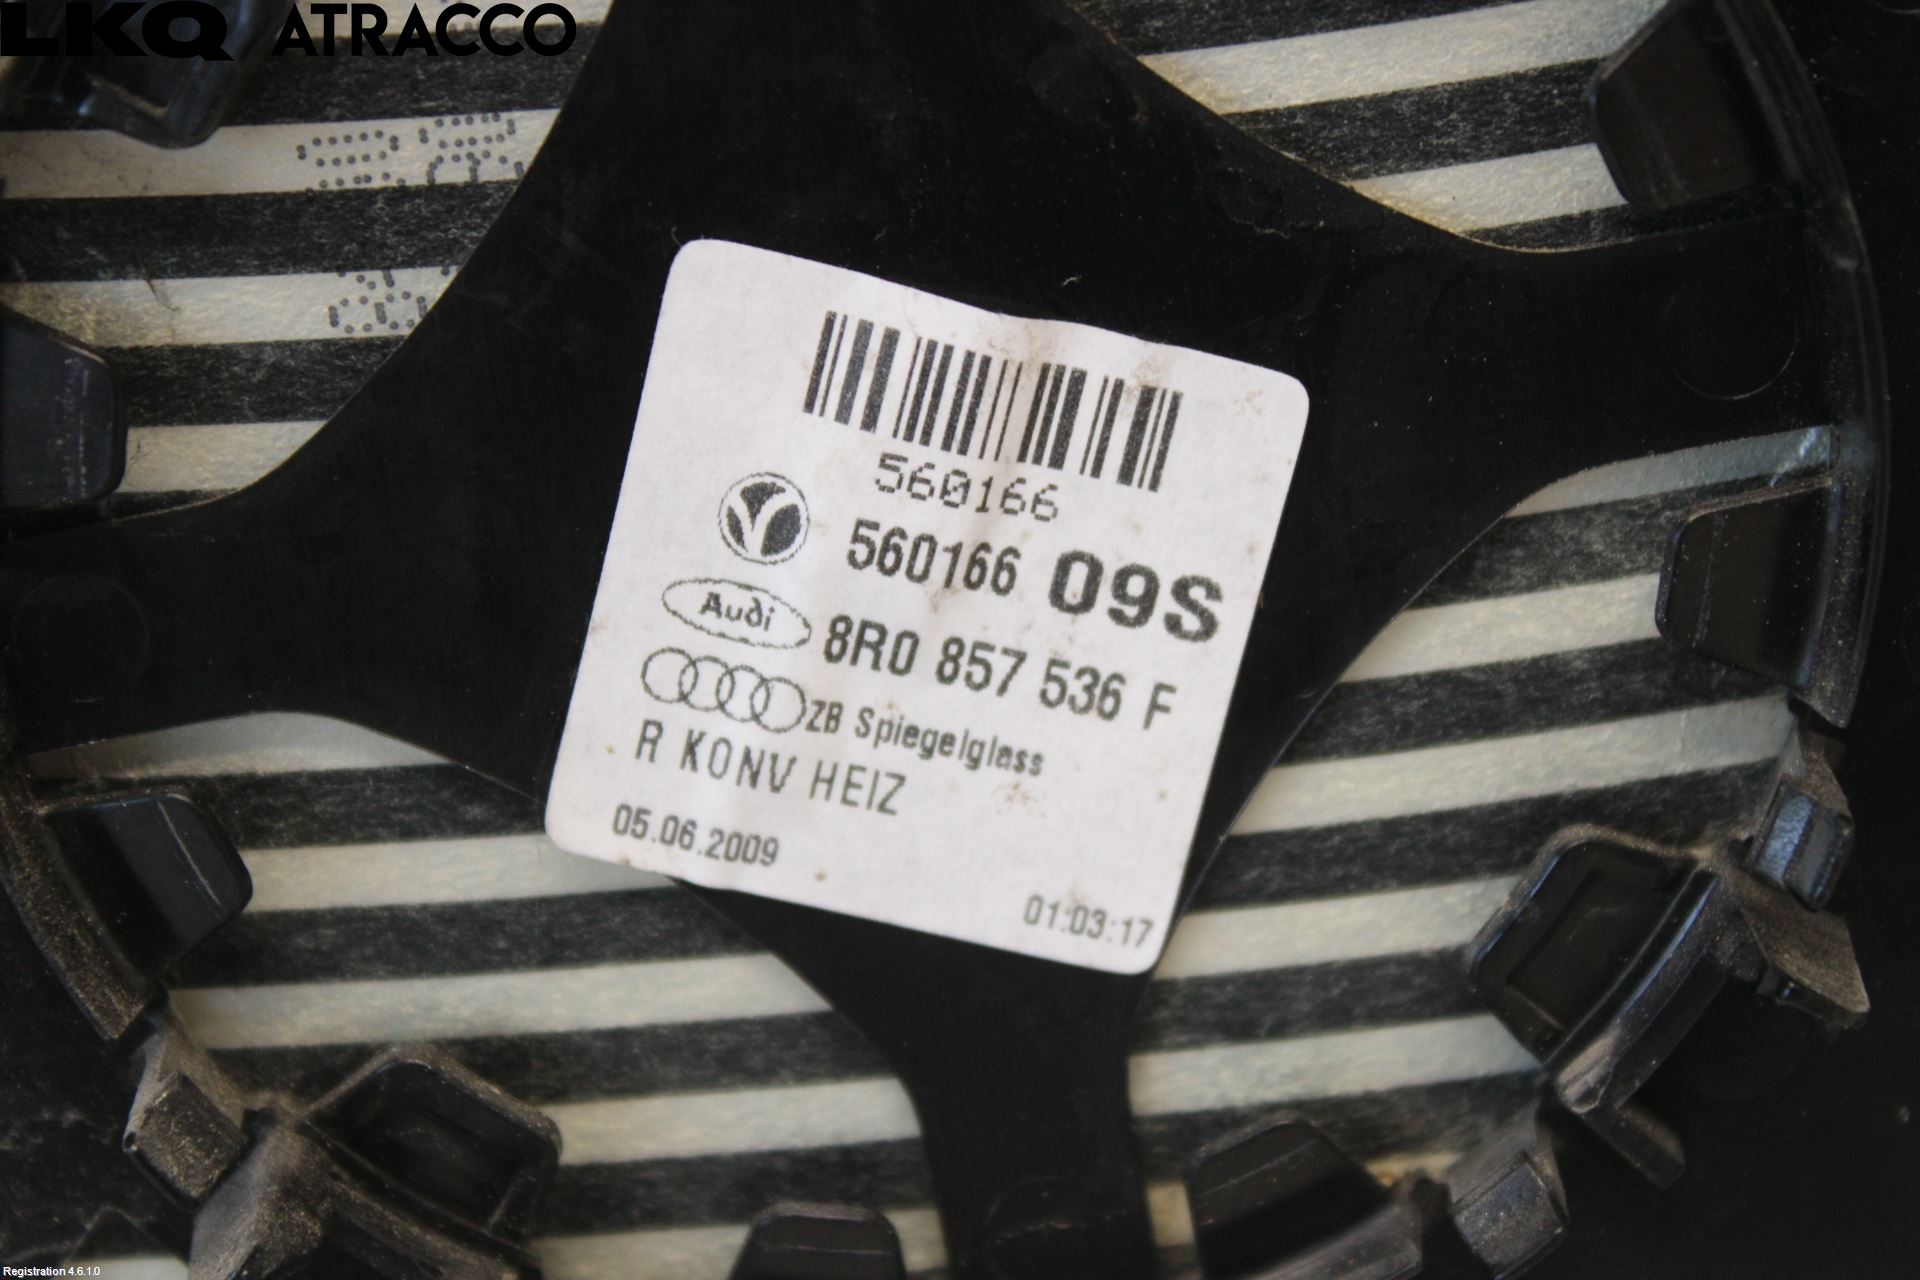 LKQ ATRACCO
560166
560166 09S
Audi 8R0 857 536 F
ZB Spiegelglass
R KONV HEIZ
05.06.2009
01:03:17
Registration 4.6.1.0